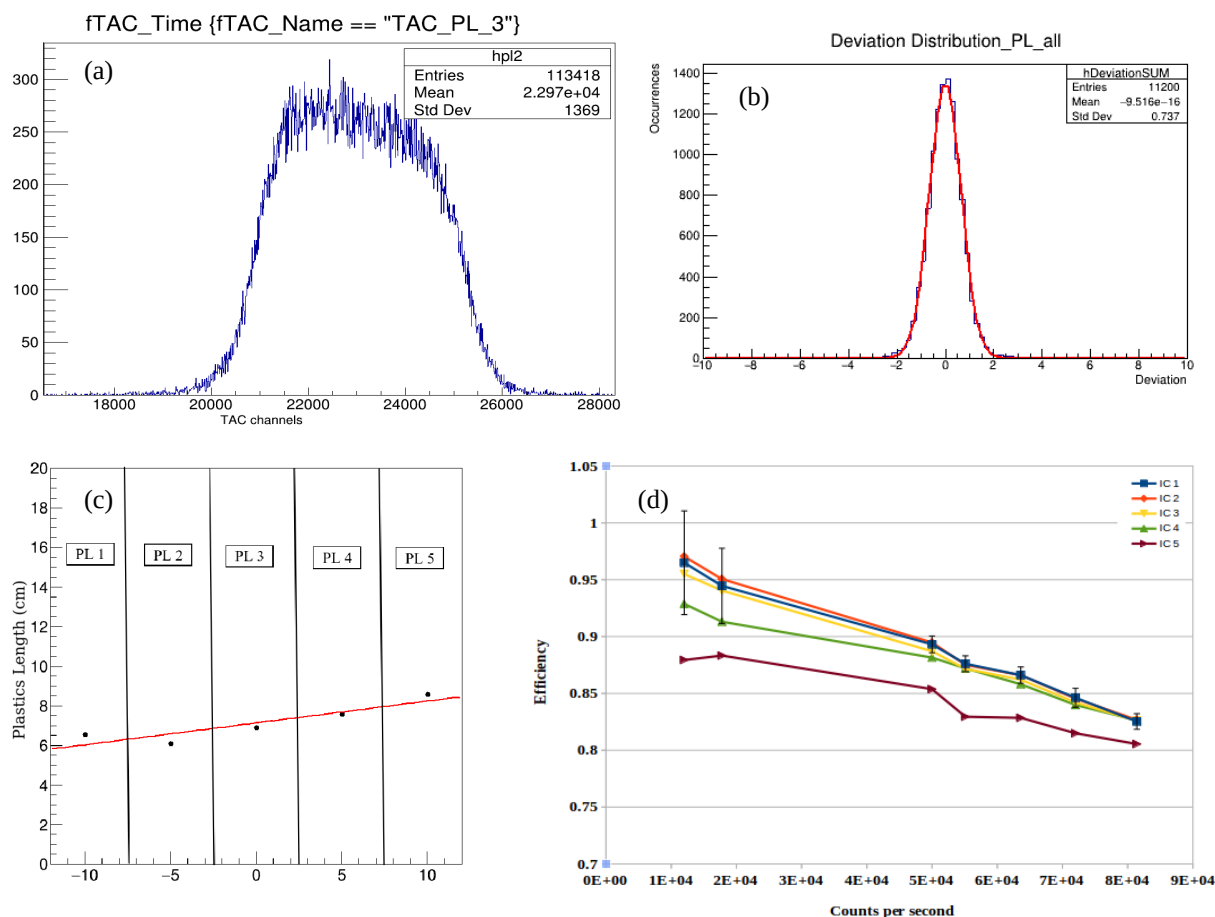 fTAC_Time {fTAC_Name == "TAC_PL_3"}
(a)
hpl2
Entries 113418
Mean 2.297e+04
Std Dev 1369
300
250
200
150
100
50
0
18000 20000 22000 24000 26000 28000
TAC channels
Deviation Distribution_PL_all
(b)
hDeviationSUM
Entries 11200
Mean −9.516e−16
Std Dev 0.737
Occurrences
1400
1200
1000
800
600
400
200
0
−10 −8 −6 −4 −2 0 2 4 6 8 10
Deviation
(c)
Plastics Length (cm)
20
18
16
14
12
10
8
6
4
2
0
PL 1 PL 2 PL 3 PL 4 PL 5
−10 −5 0 5 10
(d)
IC 1
IC 2
IC 3
IC 4
IC 5
Efficiency
1.05
1
0.95
0.9
0.85
0.8
0.75
0.7
0E+00 1E+04 2E+04 3E+04 4E+04 5E+04 6E+04 7E+04 8E+04 9E+04
Counts per second